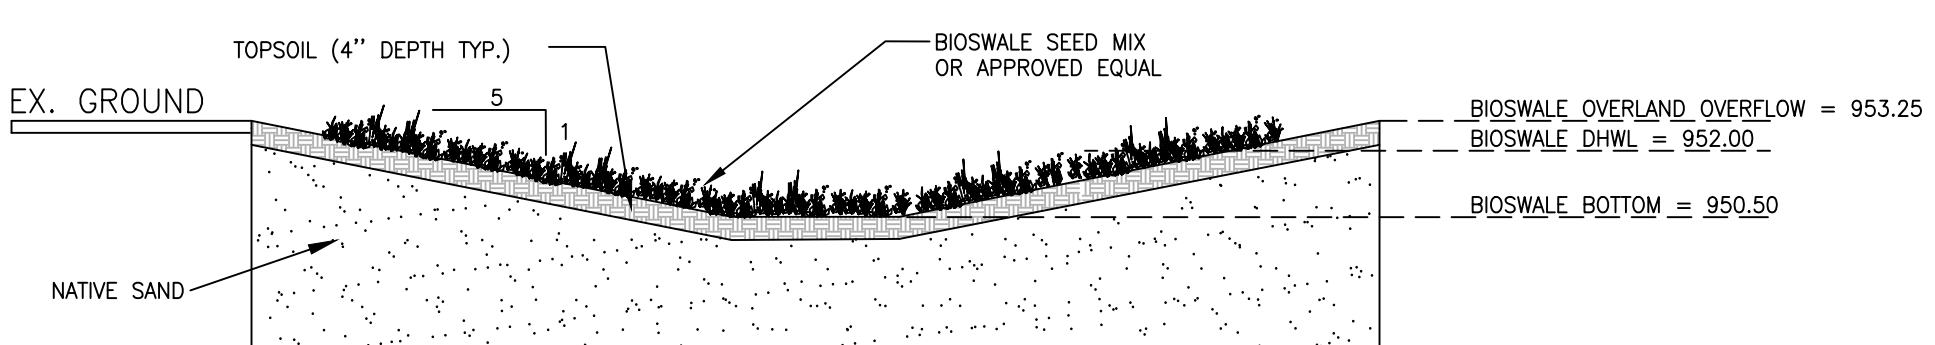 TOPSOIL (4'' DEPTH TYP.)
BIOSWALE SEED MIX
OR APPROVED EQUAL
EX. GROUND
5
1
BIOSWALE OVERLAND OVERFLOW = 953.25
BIOSWALE DHWL = 952.00
BIOSWALE BOTTOM = 950.50
NATIVE SAND